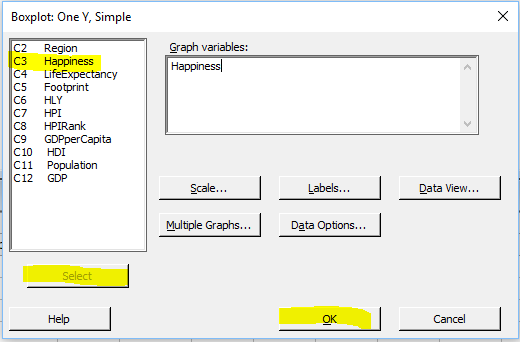 Boxplot: One Y, Simple
C2 Region
C3 Happiness
C4 LifeExpectancy
C5 Footprint
C6 HLY
C7 HPI
C8 HPIRank
C9 GDPperCapita
C10 HDI
C11 Population
C12 GDP
Graph variables:
Happiness
Scale... Labels... Data View...
Multiple Graphs... Data Options...
Select
Help OK Cancel